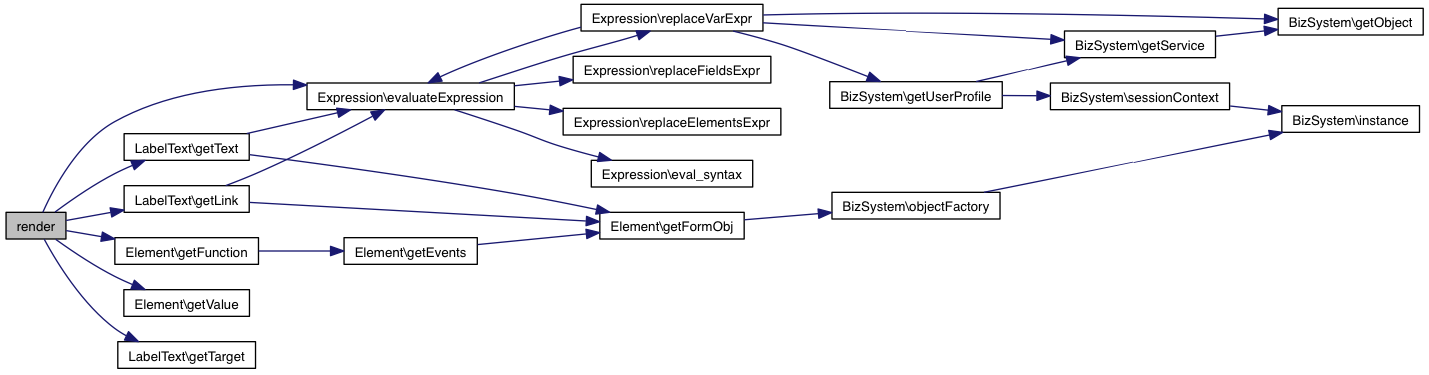 Expression\replaceVarExpr
BizSystem\getObject
BizSystem\getService
Expression\replaceFieldsExpr
Expression\evaluateExpression
BizSystem\getUserProfile
BizSystem\sessionContext
Expression\replaceElementsExpr
BizSystem\instance
LabelText\getText
Expression\eval_syntax
LabelText\getLink
BizSystem\objectFactory
render
Element\getFormObj
Element\getFunction
Element\getEvents
Element\getValue
LabelText\getTarget